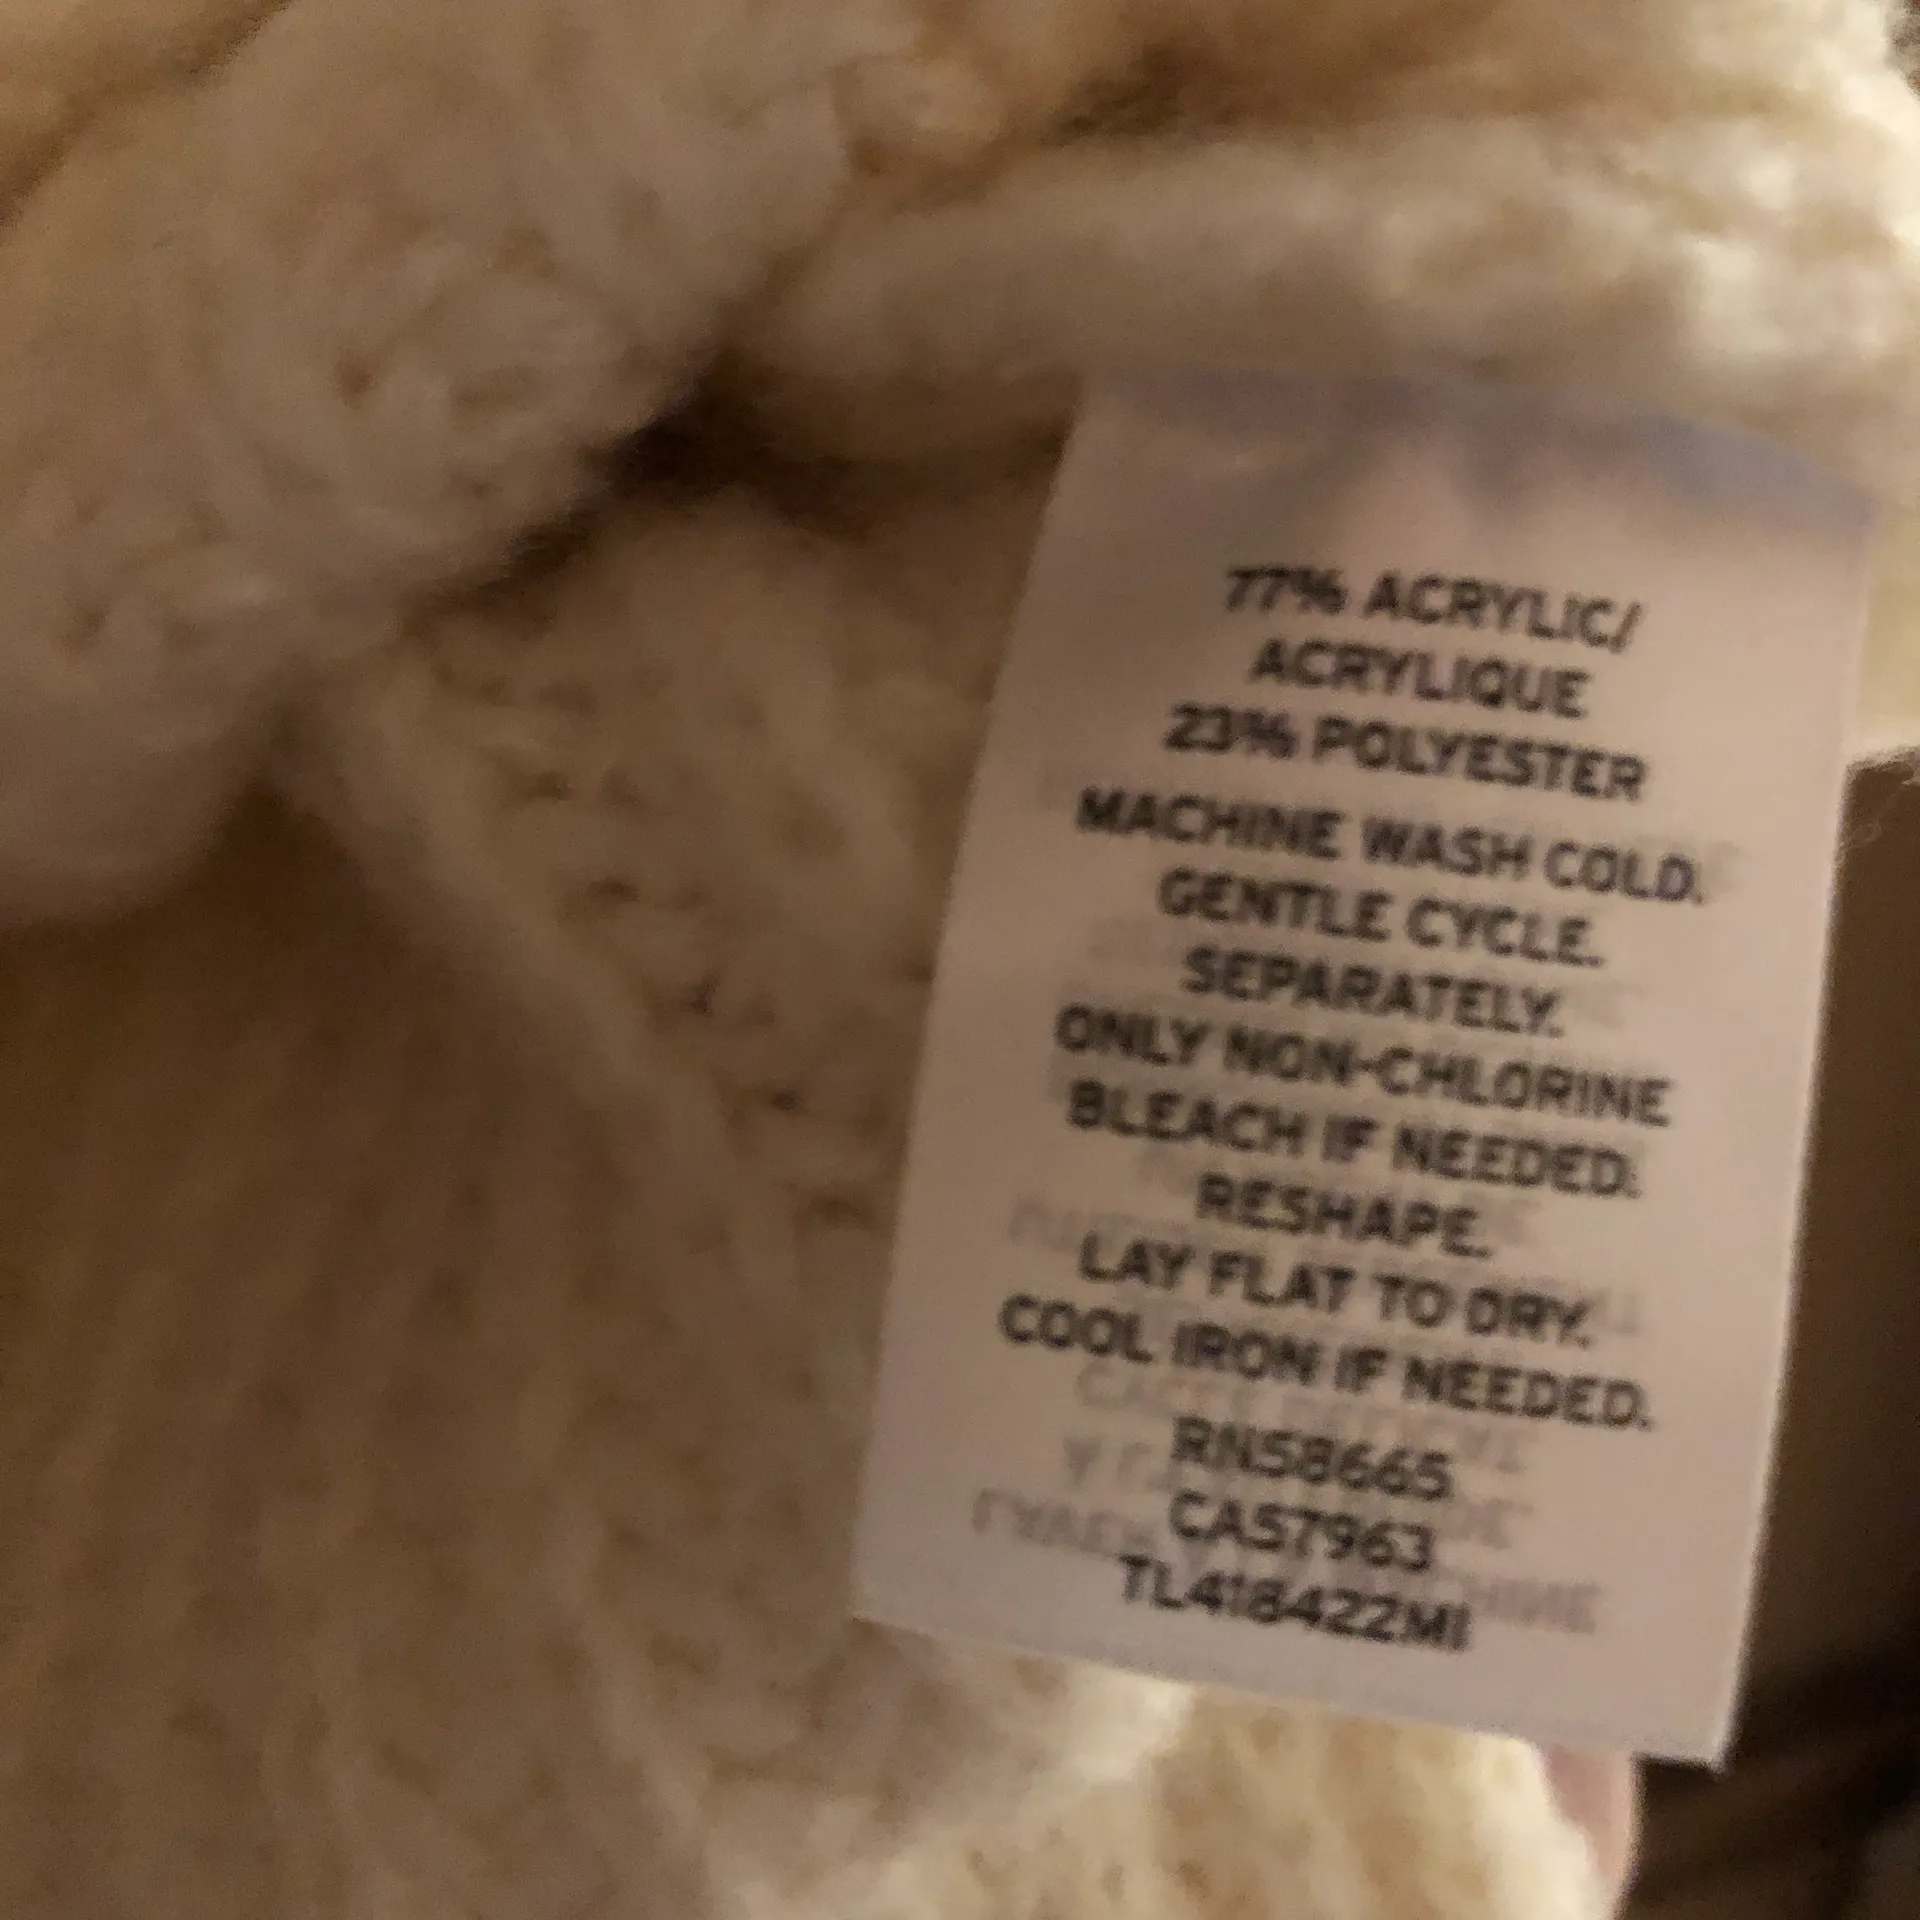 77% ACRYLIC/
ACRYLIQUE
23% POLYESTER
MACHINE WASH COLD.
GENTLE CYCLE.
SEPARATELY.
ONLY NON-CHLORINE
BLEACH IF NEEDED.
RESHAPE.
LAY FLAT TO DRY.
COOL IRON IF NEEDED.
RN58665
CA57963
TL418422MI